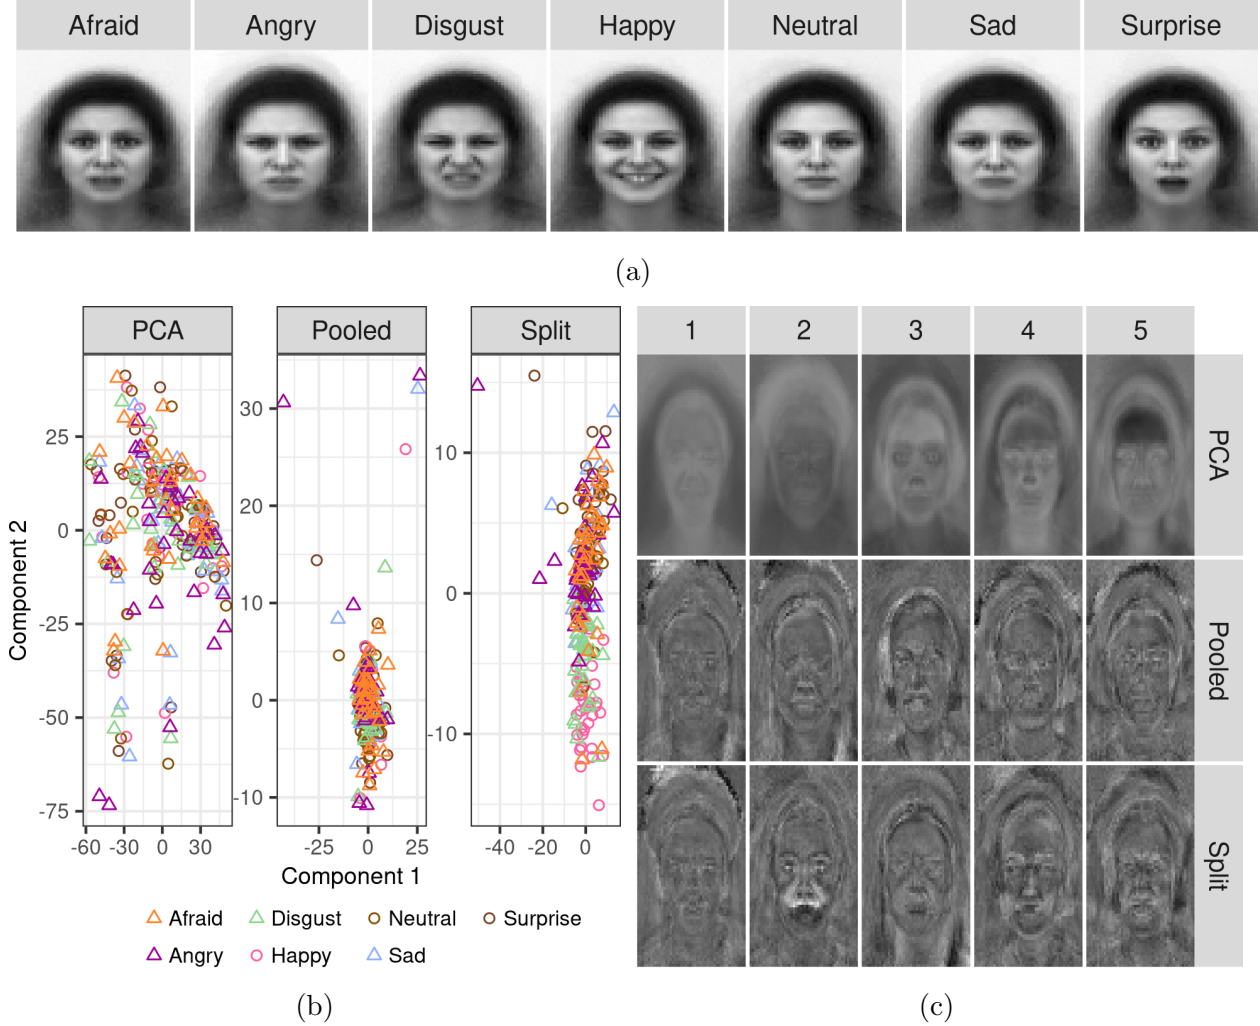 Afraid Angry Disgust Happy Neutral Sad Surprise
(a)
PCA Pooled Split
Component 2
25
0
-25
-50
-75
-60 -30 0 30
30
20
10
0
-10
-25 0 25
10
0
-10
-40 -20 0
Component 1
Afraid Disgust Neutral Surprise
Angry Happy Sad
(b)
1 2 3 4 5
PCA
Pooled
Split
(c)